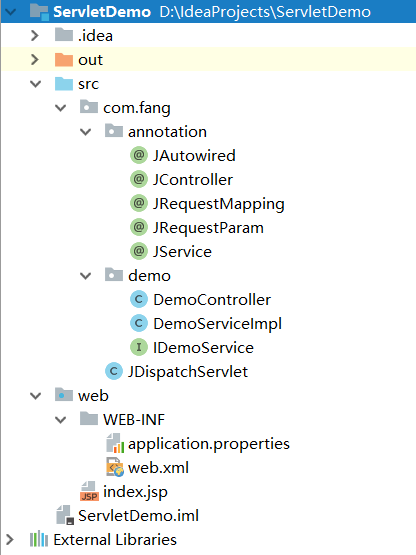 ServletDemo D:\IdeaProjects\ServletDemo
.idea
out
src
com.fang
annotation
@ JAutowired
@ JController
@ JRequestMapping
@ JRequestParam
@ JService
demo
C DemoController
C DemoServiceImpl
I IDemoService
C JDispatchServlet
web
WEB-INF
application.properties
web.xml
JSP index.jsp
ServletDemo.iml
External Libraries